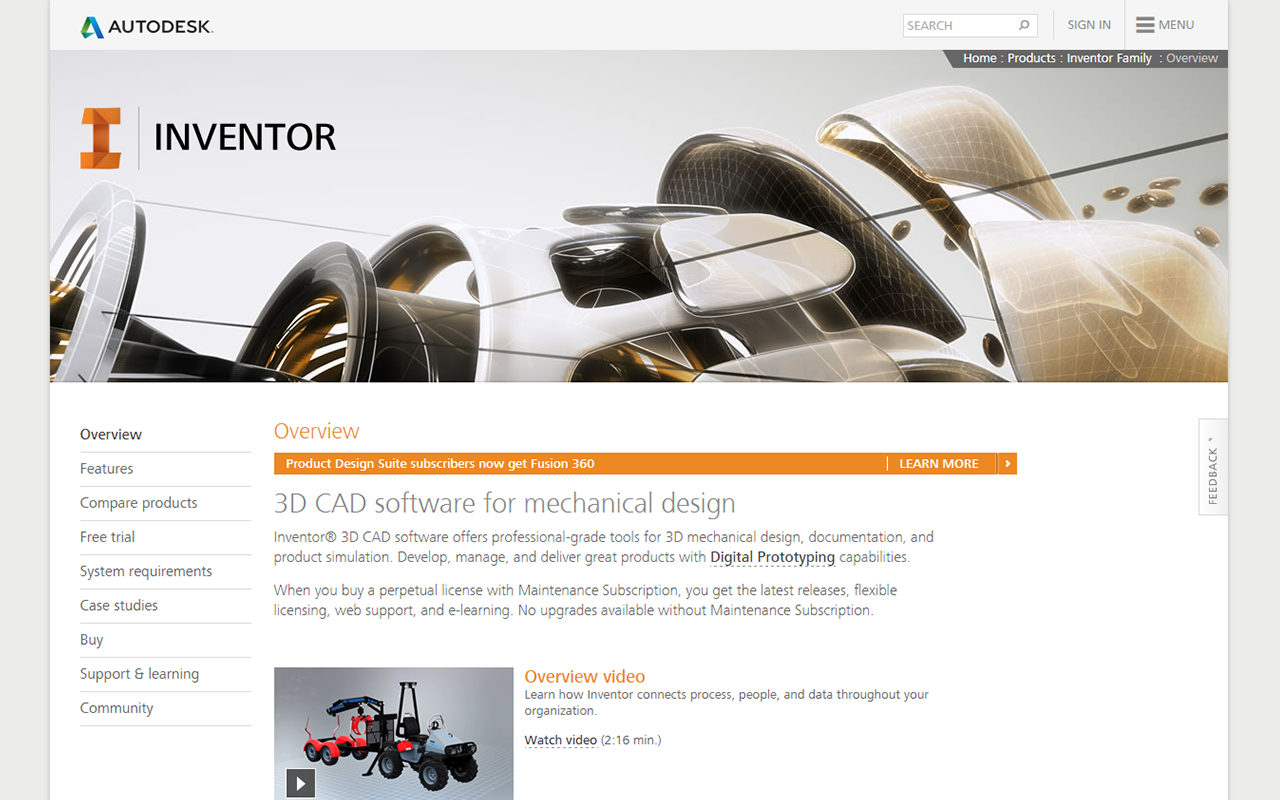 AUTODESK.
SEARCH
SIGN IN
MENU
Home : Products : Inventor Family : Overview
INVENTOR
Overview
Features
Compare products
Free trial
System requirements
Case studies
Buy
Support & learning
Community
Overview
Product Design Suite subscribers now get Fusion 360
LEARN MORE
3D CAD software for mechanical design
Inventor® 3D CAD software offers professional-grade tools for 3D mechanical design, documentation, and
product simulation. Develop, manage, and deliver great products with Digital Prototyping capabilities.
When you buy a perpetual license with Maintenance Subscription, you get the latest releases, flexible
licensing, web support, and e-learning. No upgrades available without Maintenance Subscription.
Overview video
Learn how Inventor connects process, people, and data throughout your
organization.
Watch video (2:16 min.)
FEEDBACK